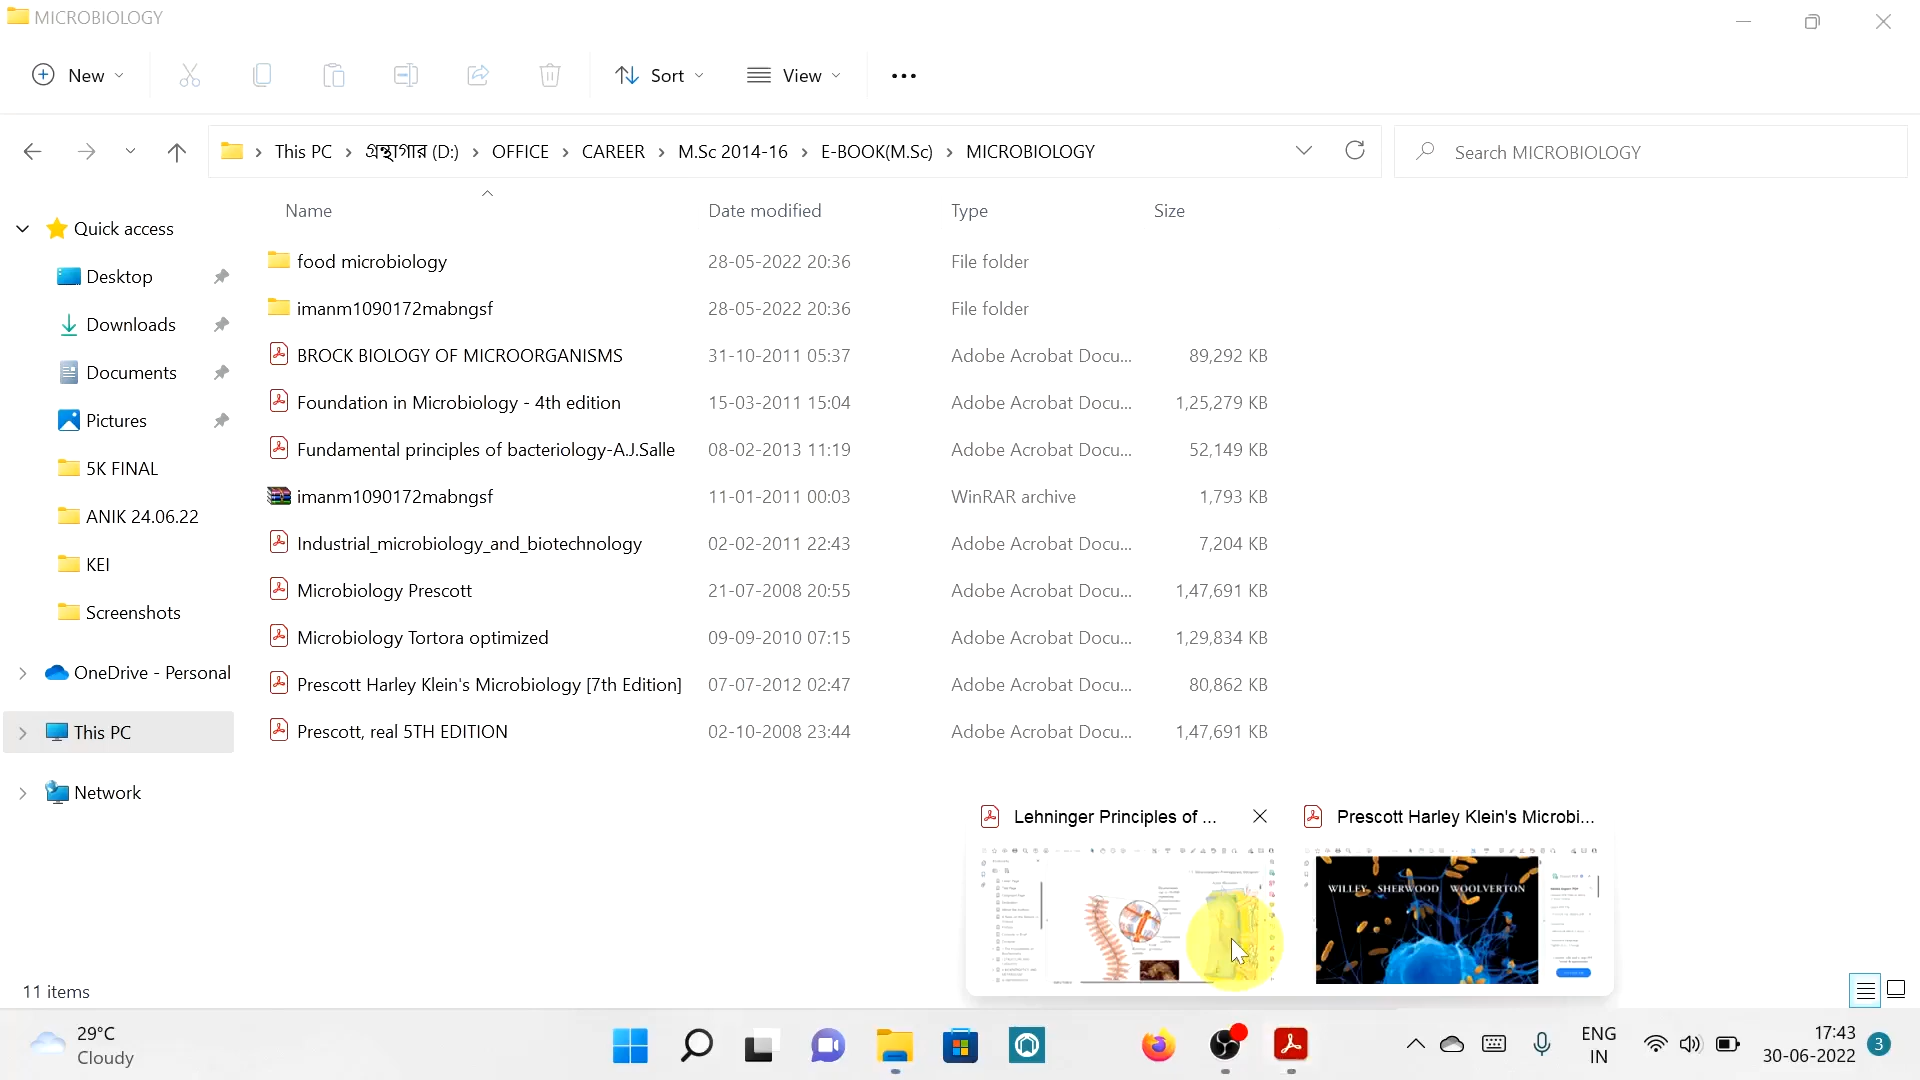 MICROBIOLOGY
New
Sort
View
This PC > গ্রন্থাগার (D:) > OFFICE > CAREER > M.Sc 2014-16 > E-BOOK(M.Sc) > MICROBIOLOGY
Search MICROBIOLOGY
Name Date modified Type Size
Quick access
Desktop
Downloads
Documents
Pictures
5K FINAL
ANIK 24.06.22
KEI
Screenshots
OneDrive - Personal
This PC
Network
food microbiology 28-05-2022 20:36 File folder
imanm1090172mabngsf 28-05-2022 20:36 File folder
BROCK BIOLOGY OF MICROORGANISMS 31-10-2011 05:37 Adobe Acrobat Docu... 89,292 KB
Foundation in Microbiology - 4th edition 15-03-2011 15:04 Adobe Acrobat Docu... 1,25,279 KB
Fundamental principles of bacteriology-A.J.Salle 08-02-2013 11:19 Adobe Acrobat Docu... 52,149 KB
imanm1090172mabngsf 11-01-2011 00:03 WinRAR archive 1,793 KB
Industrial_microbiology_and_biotechnology 02-02-2011 22:43 Adobe Acrobat Docu... 7,204 KB
Microbiology Prescott 21-07-2008 20:55 Adobe Acrobat Docu... 1,47,691 KB
Microbiology Tortora optimized 09-09-2010 07:15 Adobe Acrobat Docu... 1,29,834 KB
Prescott Harley Klein's Microbiology [7th Edition] 07-07-2012 02:47 Adobe Acrobat Docu... 80,862 KB
Prescott, real 5TH EDITION 02-10-2008 23:44 Adobe Acrobat Docu... 1,47,691 KB
Lehninger Principles of ...
Prescott Harley Klein's Microbi...
WILLEY SHERWOOD WOOLVERTON
11 items
29°C
Cloudy
ENG
IN
17:43
30-06-2022
3